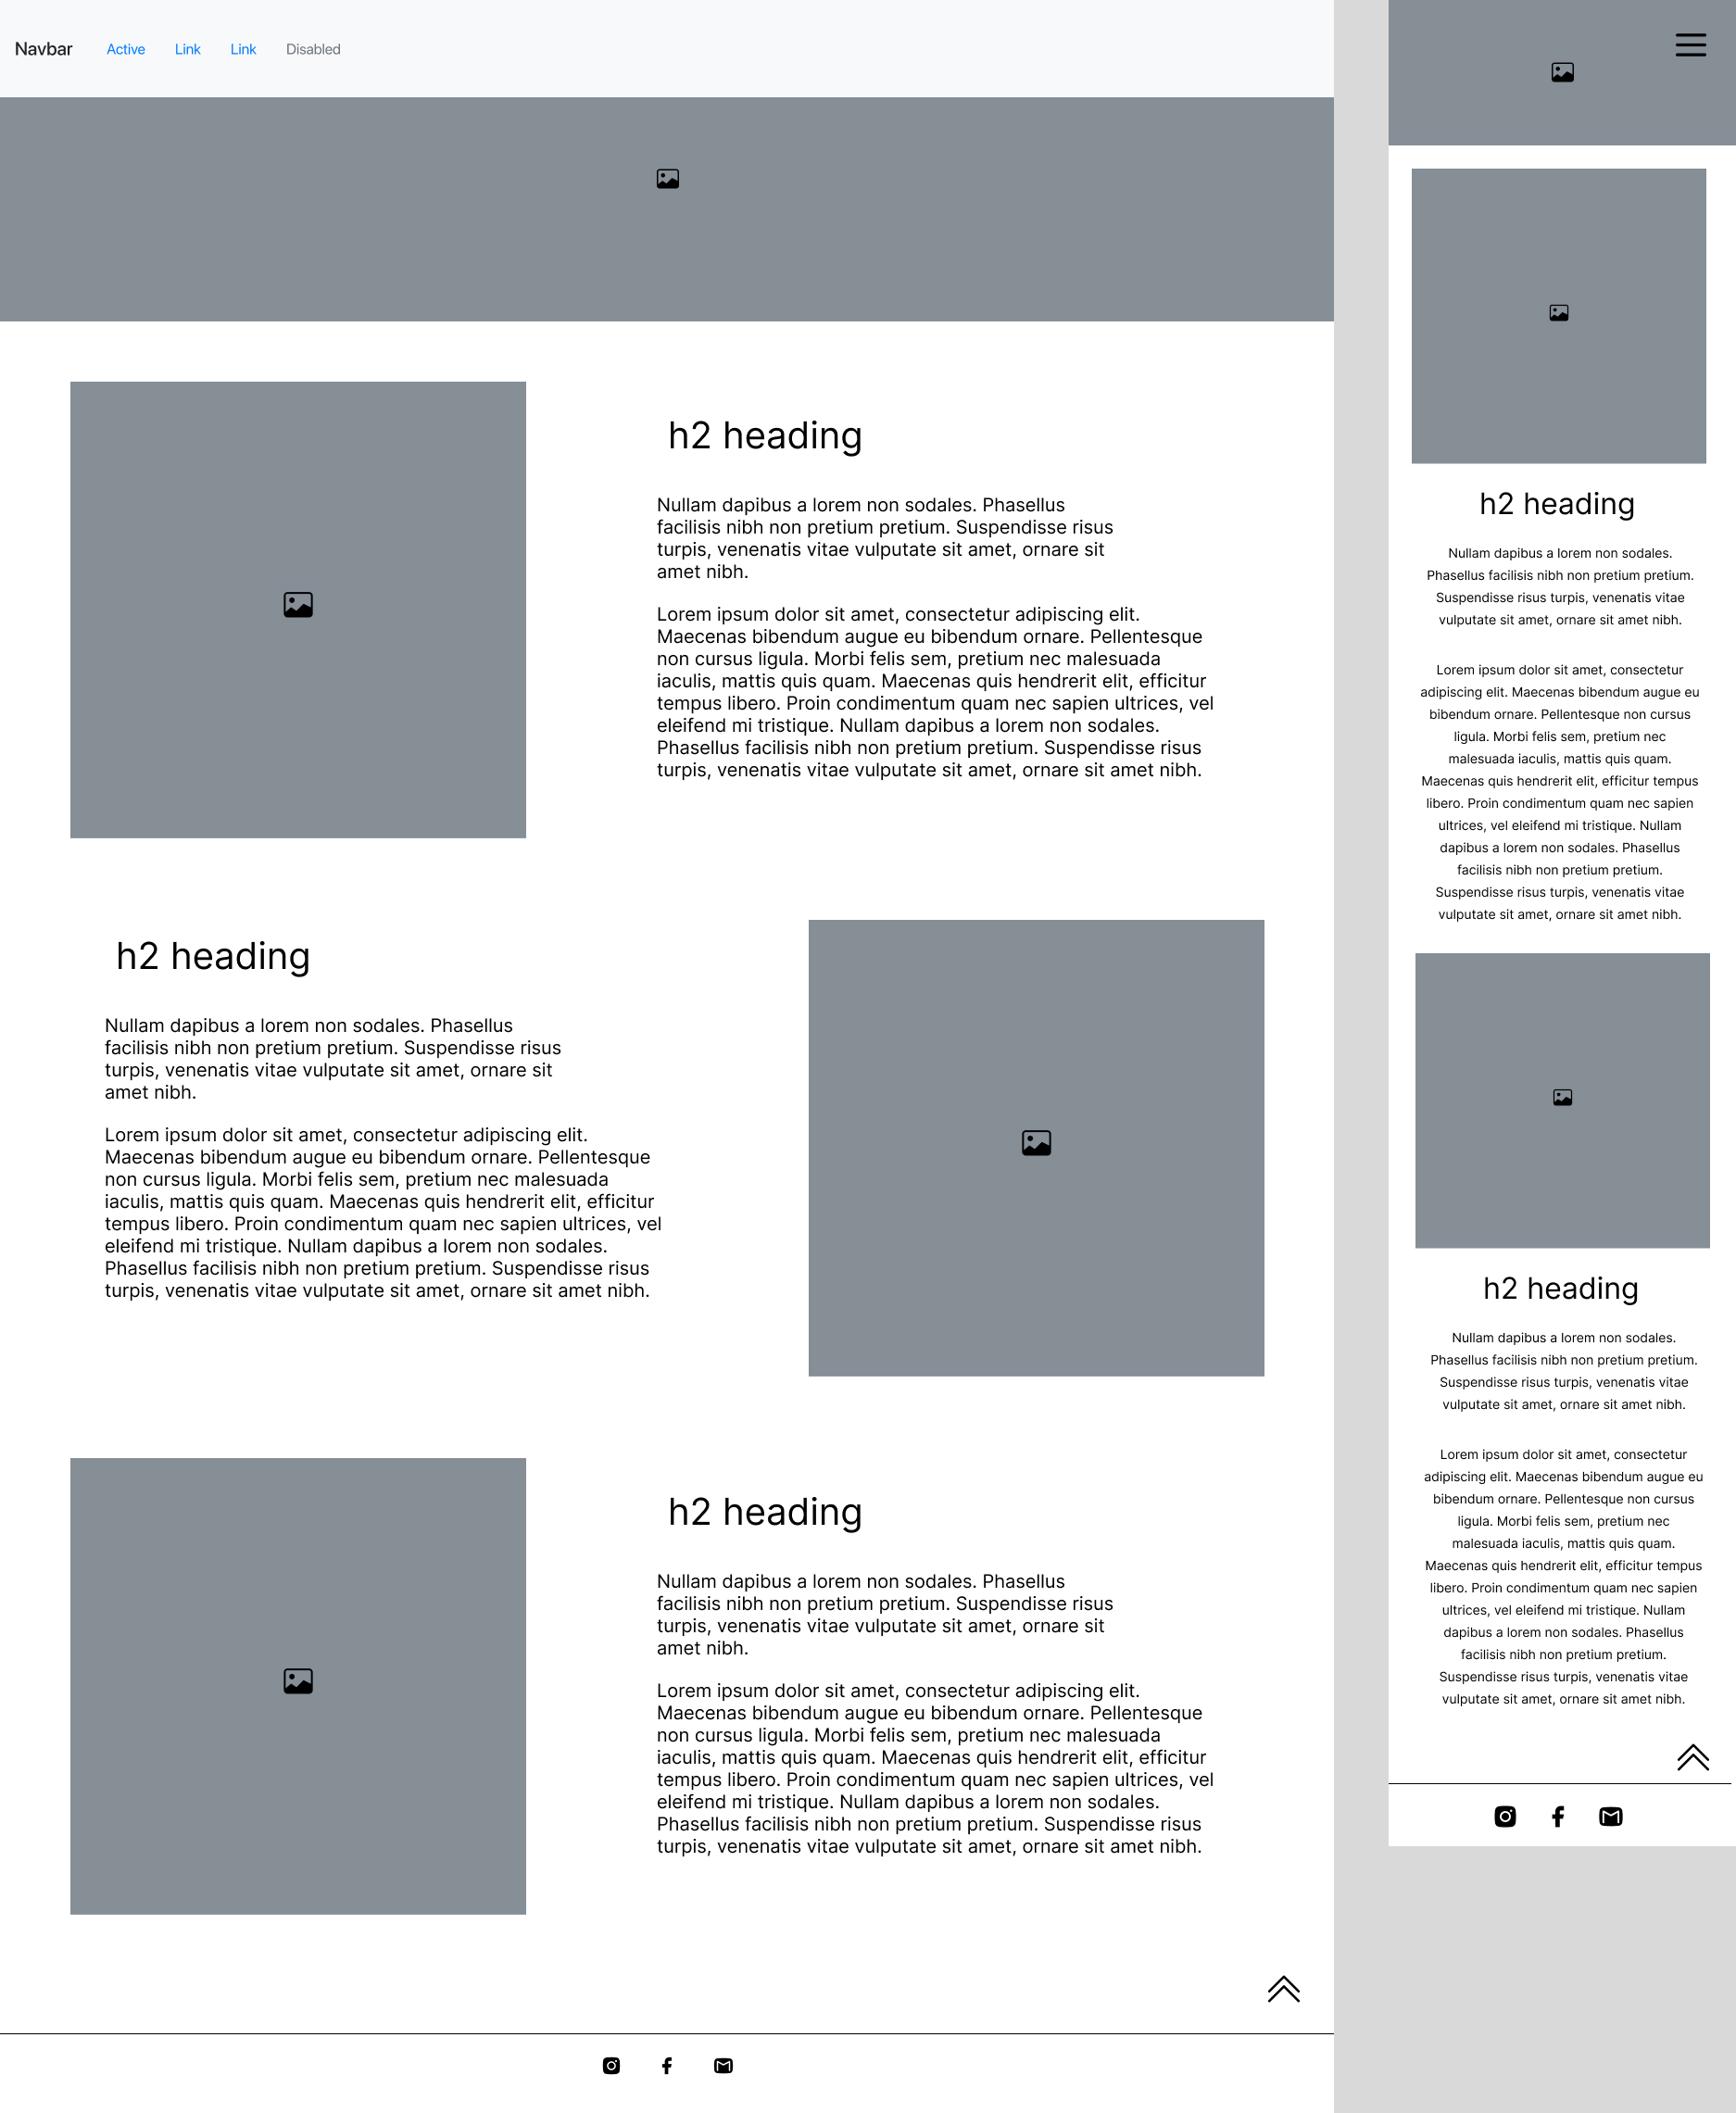 Navbar Active Link Link Disabled
h2 heading
Nullam dapibus a lorem non sodales. Phasellus
facilisis nibh non pretium pretium. Suspendisse risus
turpis, venenatis vitae vulputate sit amet, ornare sit
amet nibh.
Lorem ipsum dolor sit amet, consectetur adipiscing elit.
Maecenas bibendum augue eu bibendum ornare. Pellentesque
non cursus ligula. Morbi felis sem, pretium nec malesuada
iaculis, mattis quis quam. Maecenas quis hendrerit elit, efficitur
tempus libero. Proin condimentum quam nec sapien ultrices, vel
eleifend mi tristique. Nullam dapibus a lorem non sodales.
Phasellus facilisis nibh non pretium pretium. Suspendisse risus
turpis, venenatis vitae vulputate sit amet, ornare sit amet nibh.
h2 heading
Nullam dapibus a lorem non sodales. Phasellus
facilisis nibh non pretium pretium. Suspendisse risus
turpis, venenatis vitae vulputate sit amet, ornare sit
amet nibh.
Lorem ipsum dolor sit amet, consectetur adipiscing elit.
Maecenas bibendum augue eu bibendum ornare. Pellentesque
non cursus ligula. Morbi felis sem, pretium nec malesuada
iaculis, mattis quis quam. Maecenas quis hendrerit elit, efficitur
tempus libero. Proin condimentum quam nec sapien ultrices, vel
eleifend mi tristique. Nullam dapibus a lorem non sodales.
Phasellus facilisis nibh non pretium pretium. Suspendisse risus
turpis, venenatis vitae vulputate sit amet, ornare sit amet nibh.
h2 heading
Nullam dapibus a lorem non sodales. Phasellus
facilisis nibh non pretium pretium. Suspendisse risus
turpis, venenatis vitae vulputate sit amet, ornare sit
amet nibh.
Lorem ipsum dolor sit amet, consectetur adipiscing elit.
Maecenas bibendum augue eu bibendum ornare. Pellentesque
non cursus ligula. Morbi felis sem, pretium nec malesuada
iaculis, mattis quis quam. Maecenas quis hendrerit elit, efficitur
tempus libero. Proin condimentum quam nec sapien ultrices, vel
eleifend mi tristique. Nullam dapibus a lorem non sodales.
Phasellus facilisis nibh non pretium pretium. Suspendisse risus
turpis, venenatis vitae vulputate sit amet, ornare sit amet nibh.
h2 heading
Nullam dapibus a lorem non sodales.
Phasellus facilisis nibh non pretium pretium.
Suspendisse risus turpis, venenatis vitae
vulputate sit amet, ornare sit amet nibh.
Lorem ipsum dolor sit amet, consectetur
adipiscing elit. Maecenas bibendum augue eu
bibendum ornare. Pellentesque non cursus
ligula. Morbi felis sem, pretium nec
malesuada iaculis, mattis quis quam.
Maecenas quis hendrerit elit, efficitur tempus
libero. Proin condimentum quam nec sapien
ultrices, vel eleifend mi tristique. Nullam
dapibus a lorem non sodales. Phasellus
facilisis nibh non pretium pretium.
Suspendisse risus turpis, venenatis vitae
vulputate sit amet, ornare sit amet nibh.
h2 heading
Nullam dapibus a lorem non sodales.
Phasellus facilisis nibh non pretium pretium.
Suspendisse risus turpis, venenatis vitae
vulputate sit amet, ornare sit amet nibh.
Lorem ipsum dolor sit amet, consectetur
adipiscing elit. Maecenas bibendum augue eu
bibendum ornare. Pellentesque non cursus
ligula. Morbi felis sem, pretium nec
malesuada iaculis, mattis quis quam.
Maecenas quis hendrerit elit, efficitur tempus
libero. Proin condimentum quam nec sapien
ultrices, vel eleifend mi tristique. Nullam
dapibus a lorem non sodales. Phasellus
facilisis nibh non pretium pretium.
Suspendisse risus turpis, venenatis vitae
vulputate sit amet, ornare sit amet nibh.